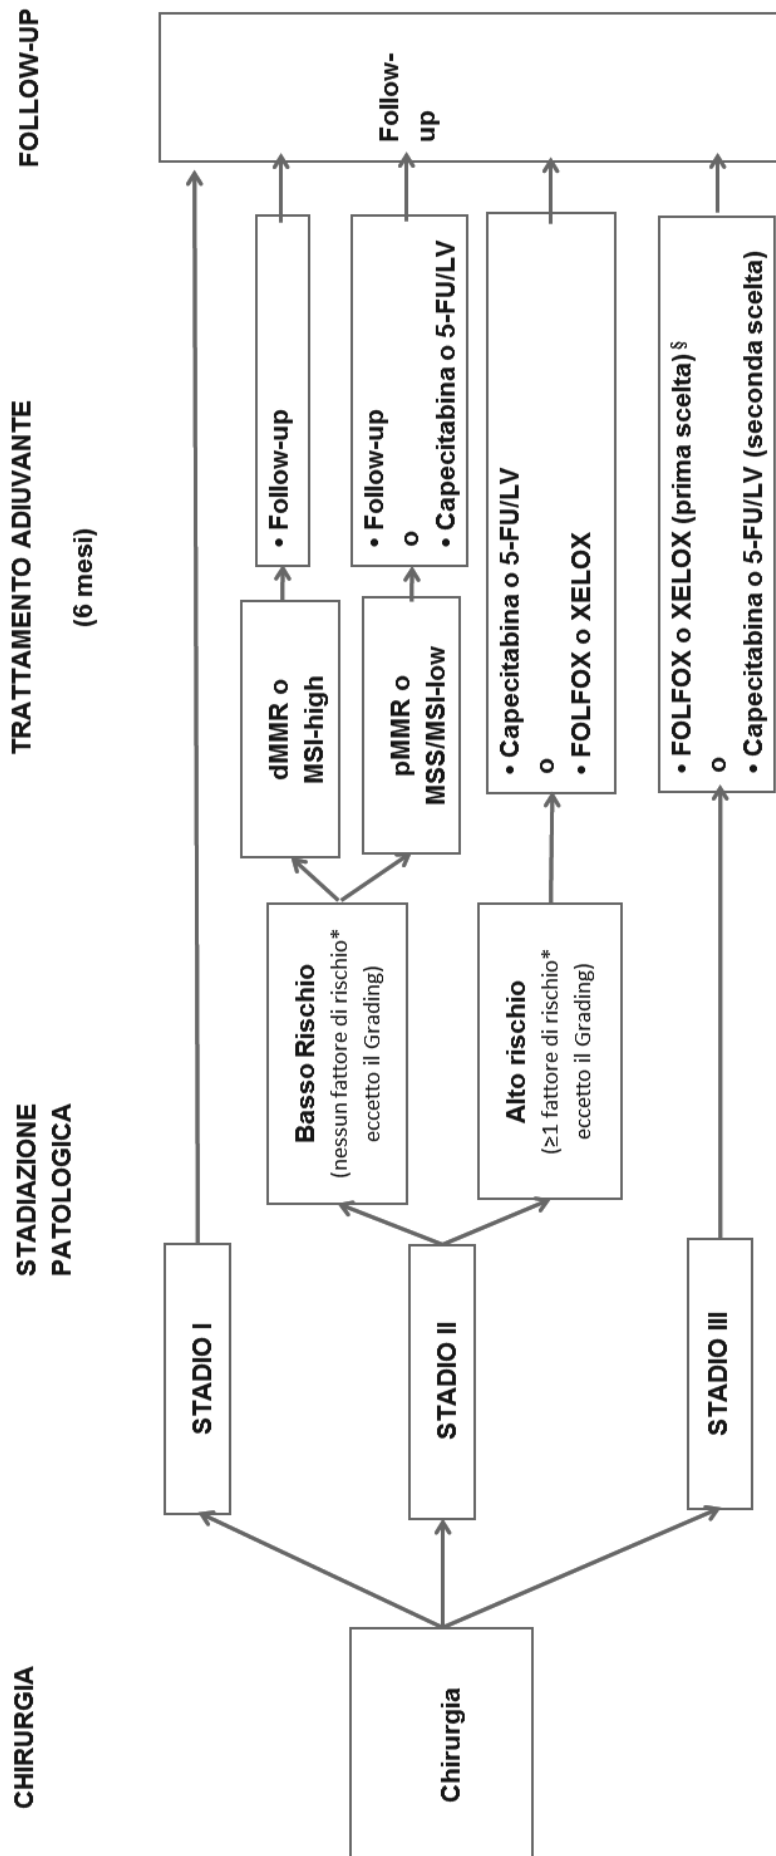 CHIRURGIA
STADIAZIONE
PATOLOGICA
TRATTAMENTO ADIUVANTE
(6 mesi)
FOLLOW-UP
Chirurgia
STADIO I
STADIO II
STADIO III
Basso Rischio
(nessun fattore di rischio*
eccetto il Grading)
Alto rischio
(≥1 fattore di rischio*
eccetto il Grading)
dMMR o
MSI-high
pMMR o
MSS/MSI-low
• Follow-up
• Follow-up
o
• Capecitabina o 5-FU/LV
• Capecitabina o 5-FU/LV
o
• FOLFOX o XELOX
• FOLFOX o XELOX (prima scelta)§
o
• Capecitabina o 5-FU/LV (seconda scelta)
Follow-
up